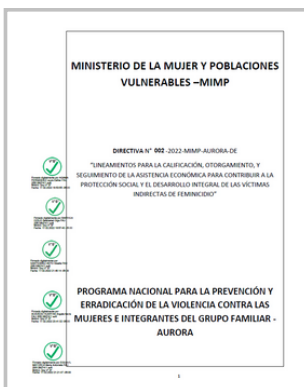 MINISTERIO DE LA MUJER Y POBLACIONES
VULNERABLES –MIMP
DIRECTIVA N° 002 -2022-MIMP-AURORA-DE
"LINEAMIENTOS PARA LA CALIFICACIÓN, OTORGAMIENTO, Y
SEGUIMIENTO DE LA ASISTENCIA ECONÓMICA PARA CONTRIBUIR A LA
PROTECCIÓN SOCIAL Y EL DESARROLLO INTEGRAL DE LAS VÍCTIMAS
INDIRECTAS DE FEMINICIDIO"
PROGRAMA NACIONAL PARA LA PREVENCIÓN Y
ERRADICACIÓN DE LA VIOLENCIA CONTRA LAS
MUJERES E INTEGRANTES DEL GRUPO FAMILIAR -
AURORA
1